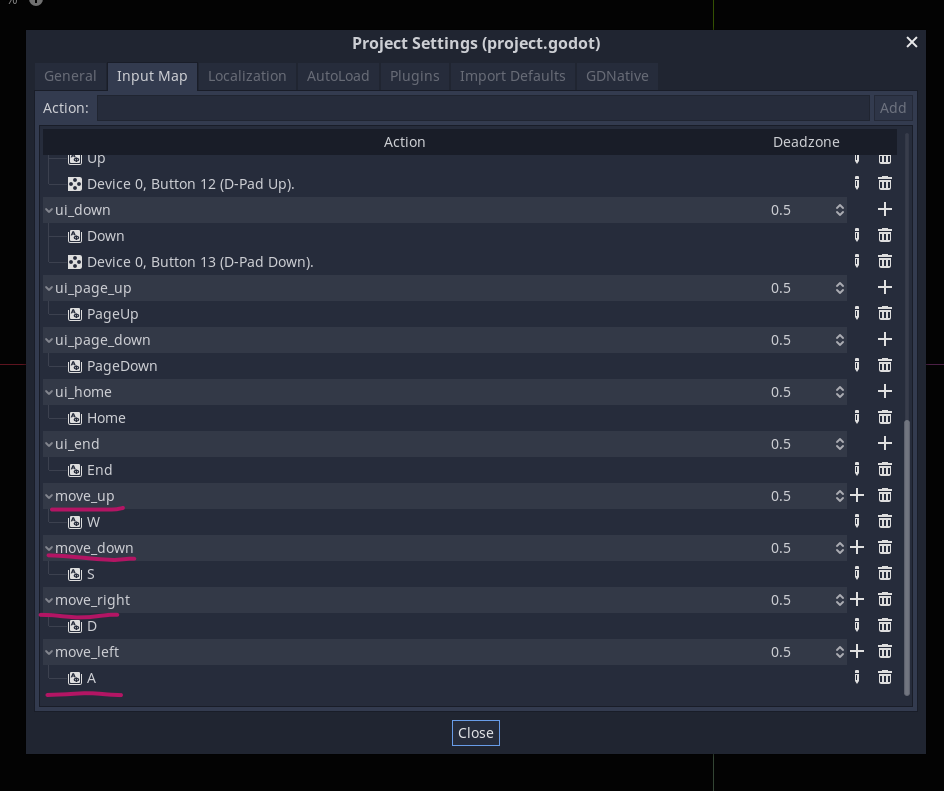 %
Project Settings (project.godot)
General Input Map Localization AutoLoad Plugins Import Defaults GDNative
Action: Add
Action Deadzone
Up
Device 0, Button 12 (D-Pad Up).
ui_down 0.5
Down
Device 0, Button 13 (D-Pad Down).
ui_page_up 0.5
PageUp
ui_page_down 0.5
PageDown
ui_home 0.5
Home
ui_end 0.5
End
move_up 0.5
W
move_down 0.5
S
move_right 0.5
D
move_left 0.5
A
Close